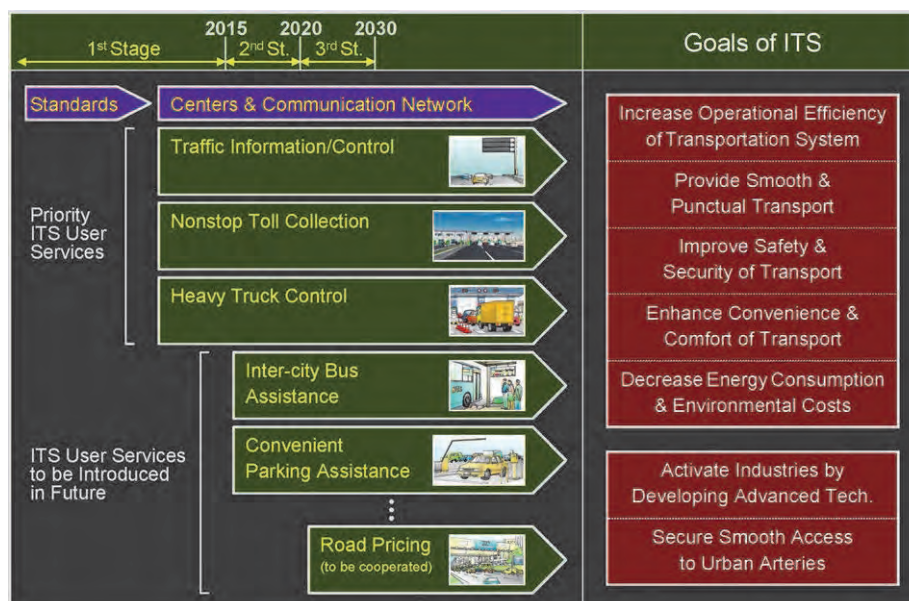 2015 2020 2030
1st Stage 2nd St. 3rd St.
Goals of ITS
Standards
Centers & Communication Network
Priority
ITS User
Services
Traffic Information/Control
Nonstop Toll Collection
Heavy Truck Control
ITS User Services
to be Introduced
in Future
Inter-city Bus
Assistance
Convenient
Parking Assistance
Road Pricing
(to be cooperated)
Increase Operational Efficiency
of Transportation System
Provide Smooth &
Punctual Transport
Improve Safety &
Security of Transport
Enhance Convenience &
Comfort of Transport
Decrease Energy Consumption
& Environmental Costs
Activate Industries by
Developing Advanced Tech.
Secure Smooth Access
to Urban Arteries